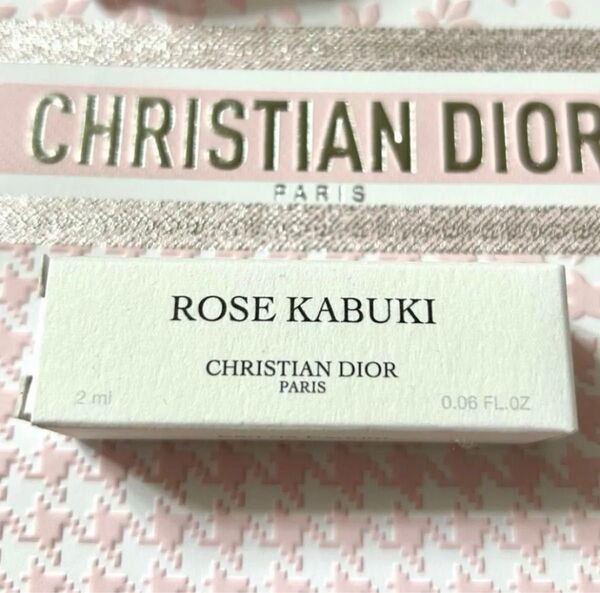 CHRISTIAN DIOR
PARIS
ROSE KABUKI
CHRISTIAN DIOR
PARIS
2 ml
0.06 FL.OZ